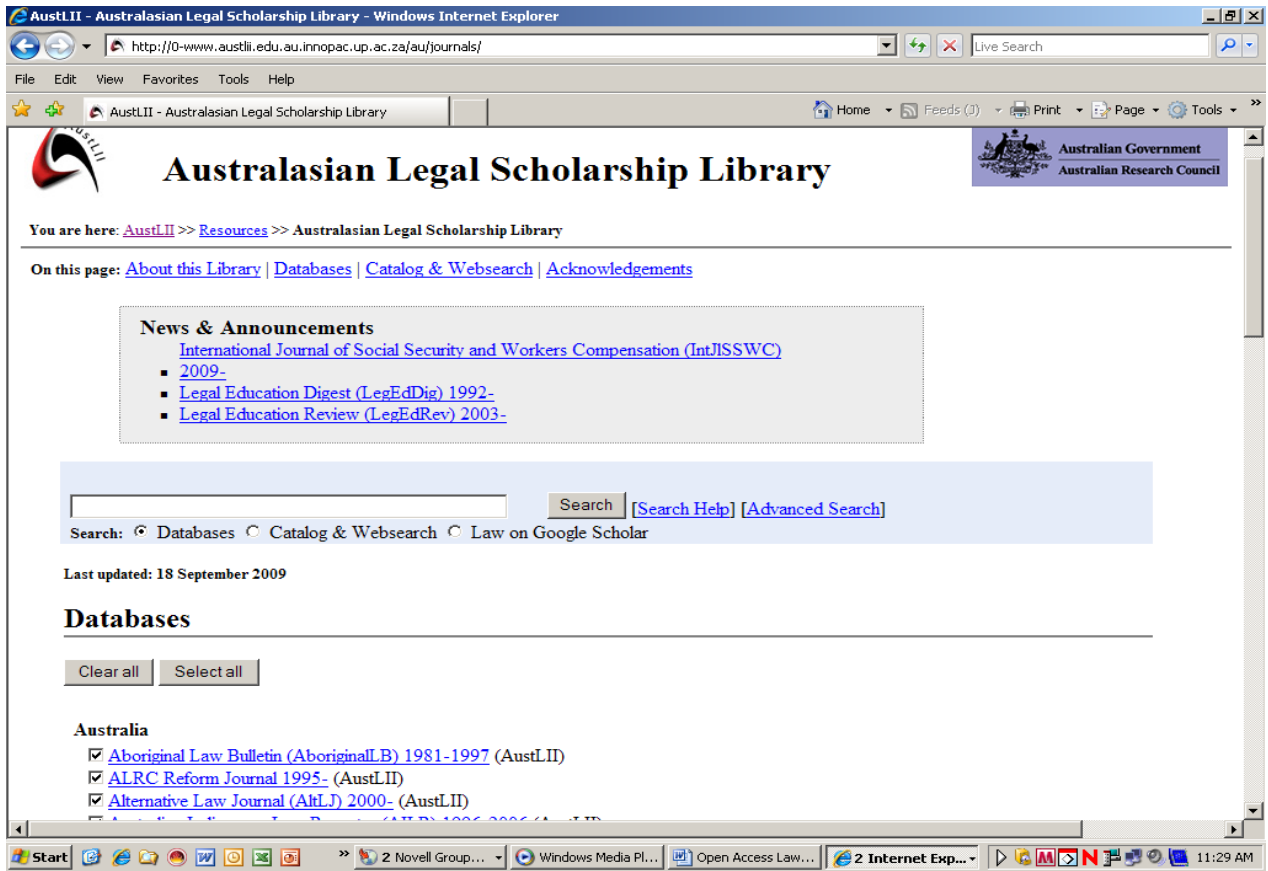 AustLII - Australasian Legal Scholarship Library - Windows Internet Explorer
http://0-www.austlii.edu.au.innopac.up.ac.za/au/journals/
Live Search
File Edit View Favorites Tools Help
AustLII - Australasian Legal Scholarship Library
Home Feeds (J) Print Page Tools »
AustLII
Australasian Legal Scholarship Library
Australian Government
Australian Research Council
You are here: AustLII >> Resources >> Australasian Legal Scholarship Library
On this page: About this Library | Databases | Catalog & Websearch | Acknowledgements
News & Announcements
International Journal of Social Security and Workers Compensation (IntJlSSWC)
2009-
Legal Education Digest (LegEdDig) 1992-
Legal Education Review (LegEdRev) 2003-
Search [Search Help] [Advanced Search]
Search: Databases Catalog & Websearch Law on Google Scholar
Last updated: 18 September 2009
Databases
Clear all Select all
Australia
Aboriginal Law Bulletin (AboriginalLB) 1981-1997 (AustLII)
ALRC Reform Journal 1995- (AustLII)
Alternative Law Journal (AltLJ) 2000- (AustLII)
Start » 2 Novell Group... Windows Media Pl... Open Access Law... 2 Internet Exp... 11:29 AM